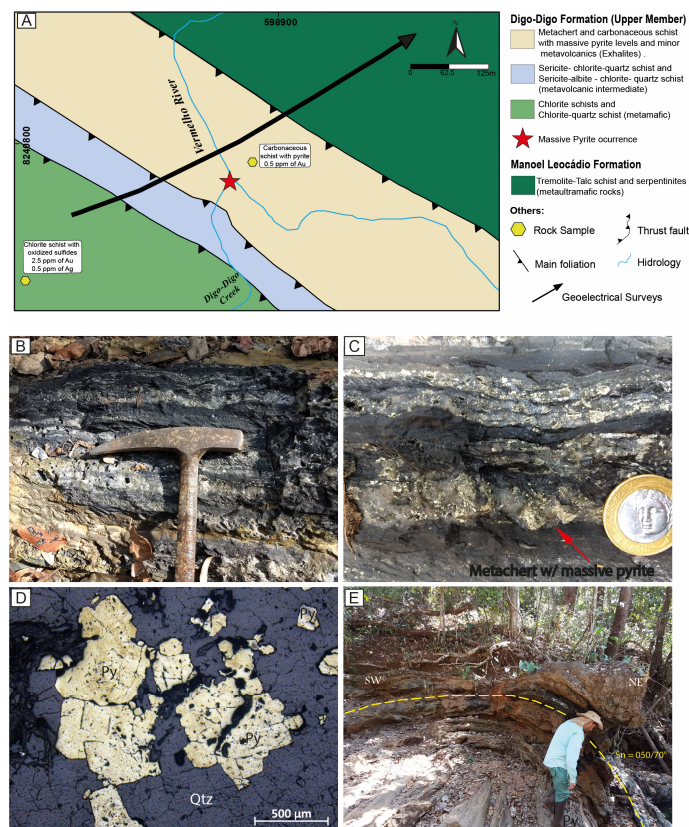 A
598900
8240800
N
0
62.5
125m
Vermelho River
Carbonaceous
schist with pyrite
0.5 ppm of Au
Chlorite schist with
oxidized sulfides
2.5 ppm of Au
0.5 ppm of Ag
Digo-Digo
Creek
Digo-Digo Formation (Upper Member)
Metachert and carbonaceous schist
with massive pyrite levels and minor
metavolcanics (Exhalites) .
Sericite- chlorite-quartz schist and
Sericite-albite - chlorite- quartz schist
(metavolcanic intermediate)
Chlorite schists and
Chlorite-quartz schist (metamafic)
Massive Pyrite ocurrence
Manoel Leocádio Formation
Tremolite-Talc schist and serpentinites
(metaultramafic rocks)
Others:
Rock Sample
Thrust fault
Main foliation
Hidrology
Geoelectrical Surveys
B
C
Metachert w/ massive pyrite
D
Py
Py
Py
Qtz
500 µm
E
SW
NE
Sn = 050/70°
Py